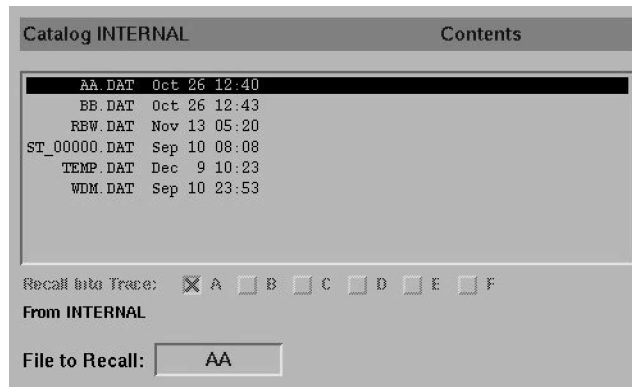 Catalog INTERNAL Contents
AA.DAT Oct 26 12:40
BB.DAT Oct 26 12:43
RBW.DAT Nov 13 05:20
ST_00000.DAT Sep 10 08:08
TEMP.DAT Dec 9 10:23
WDM.DAT Sep 10 23:53
Recall Into Trace: A B C D E F
From INTERNAL
File to Recall: AA